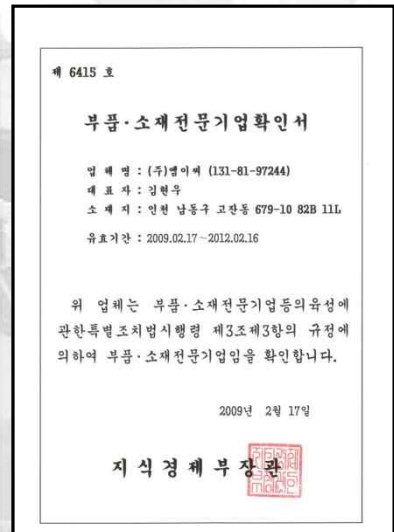 제 6415 호
부품·소재전문기업확인서
업 체 명 : (주)엠이씨 (131-81-97244)
대 표 자 : 김현우
소 재 지 : 인천 남동구 고잔동 679-10 82B 11L
유효기간 : 2009.02.17~2012.02.16
위 업체는 부품·소재전문기업등의육성에
관한특별조치법시행령 제3조제3항의 규정에
의하여 부품·소재전문기업임을 확인합니다.
2009년 2월 17일
지식경제부장관